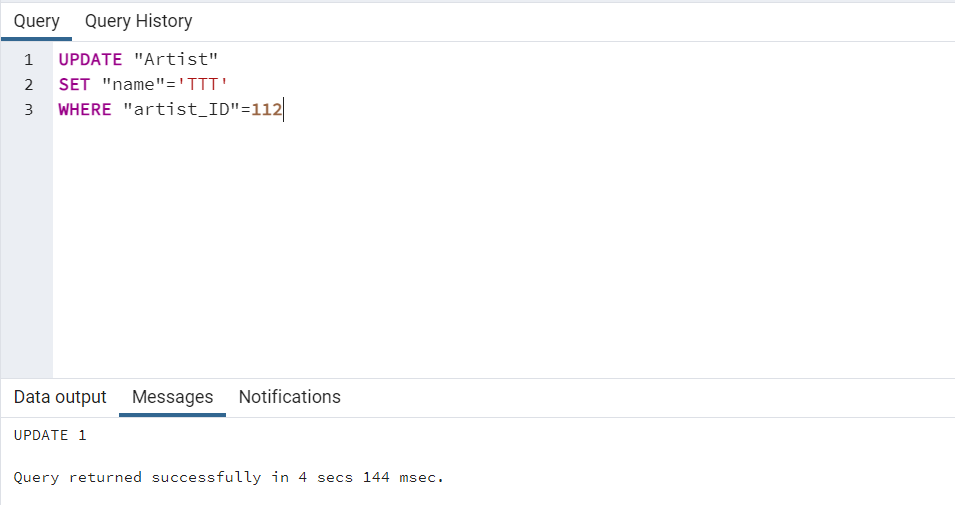 Query Query History
1 UPDATE "Artist"
2 SET "name"='TTT'
3 WHERE "artist_ID"=112
Data output Messages Notifications
UPDATE 1
Query returned successfully in 4 secs 144 msec.